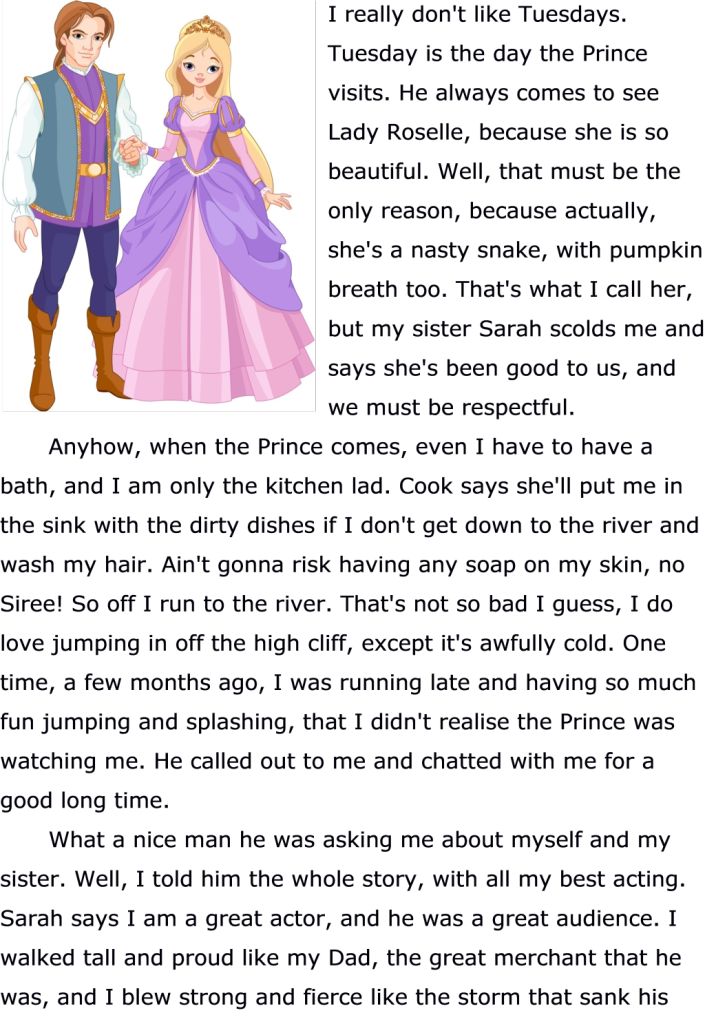 I really don't like Tuesdays.
Tuesday is the day the Prince
visits. He always comes to see
Lady Roselle, because she is so
beautiful. Well, that must be the
only reason, because actually,
she's a nasty snake, with pumpkin
breath too. That's what I call her,
but my sister Sarah scolds me and
says she's been good to us, and
we must be respectful.
Anyhow, when the Prince comes, even I have to have a
bath, and I am only the kitchen lad. Cook says she'll put me in
the sink with the dirty dishes if I don't get down to the river and
wash my hair. Ain't gonna risk having any soap on my skin, no
Siree! So off I run to the river. That's not so bad I guess, I do
love jumping in off the high cliff, except it's awfully cold. One
time, a few months ago, I was running late and having so much
fun jumping and splashing, that I didn't realise the Prince was
watching me. He called out to me and chatted with me for a
good long time.
What a nice man he was asking me about myself and my
sister. Well, I told him the whole story, with all my best acting.
Sarah says I am a great actor, and he was a great audience. I
walked tall and proud like my Dad, the great merchant that he
was, and I blew strong and fierce like the storm that sank his